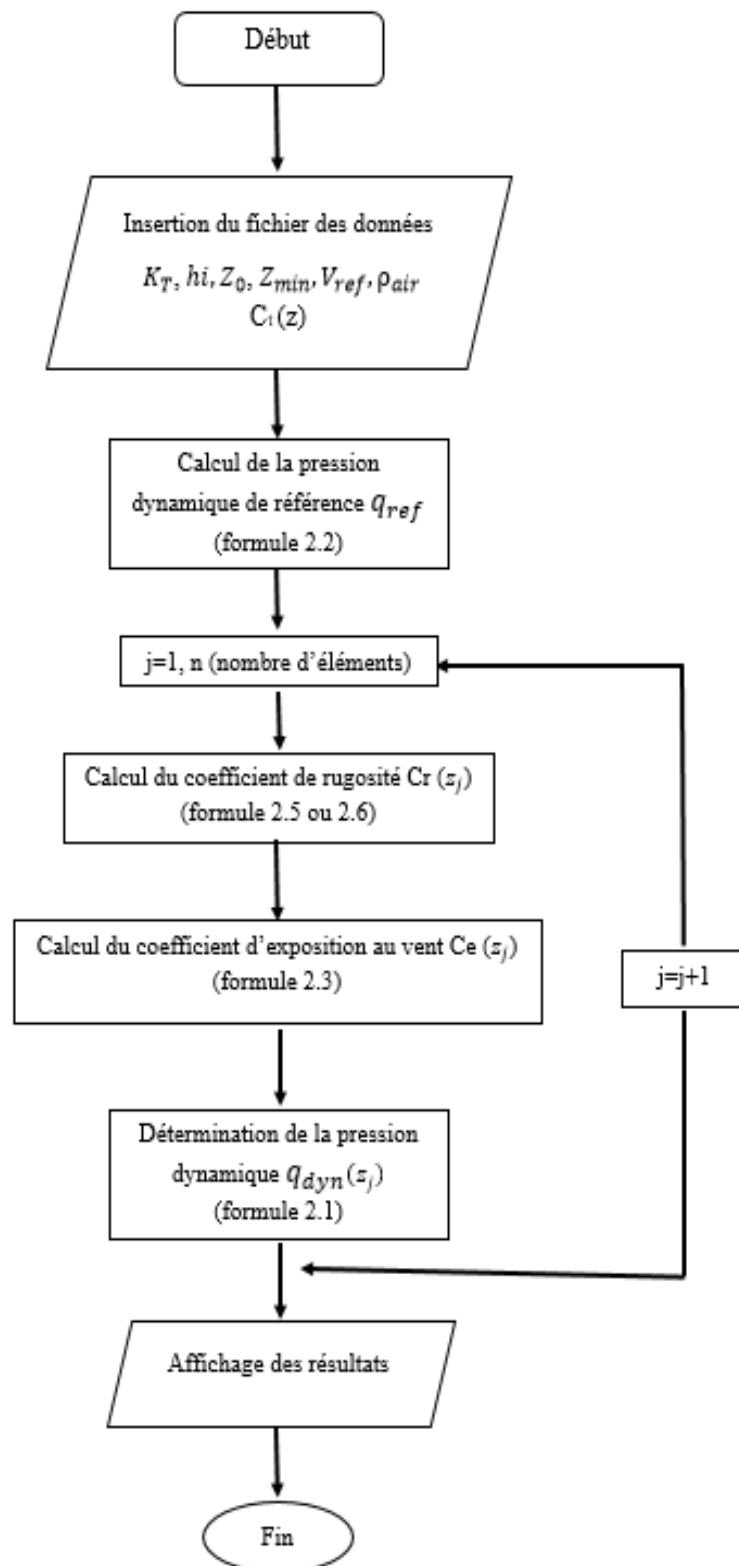 Début
Insertion du fichier des données
K_T, hi, Z_0, Z_min, V_ref, ρ_air
C_t (z)
Calcul de la pression
dynamique de référence q_ref
(formule 2.2)
j=1, n (nombre d’éléments)
Calcul du coefficient de rugosité Cr (z_j)
(formule 2.5 ou 2.6)
Calcul du coefficient d’exposition au vent Ce (z_j)
(formule 2.3)
j=j+1
Détermination de la pression
dynamique q_dyn(z_j)
(formule 2.1)
Affichage des résultats
Fin